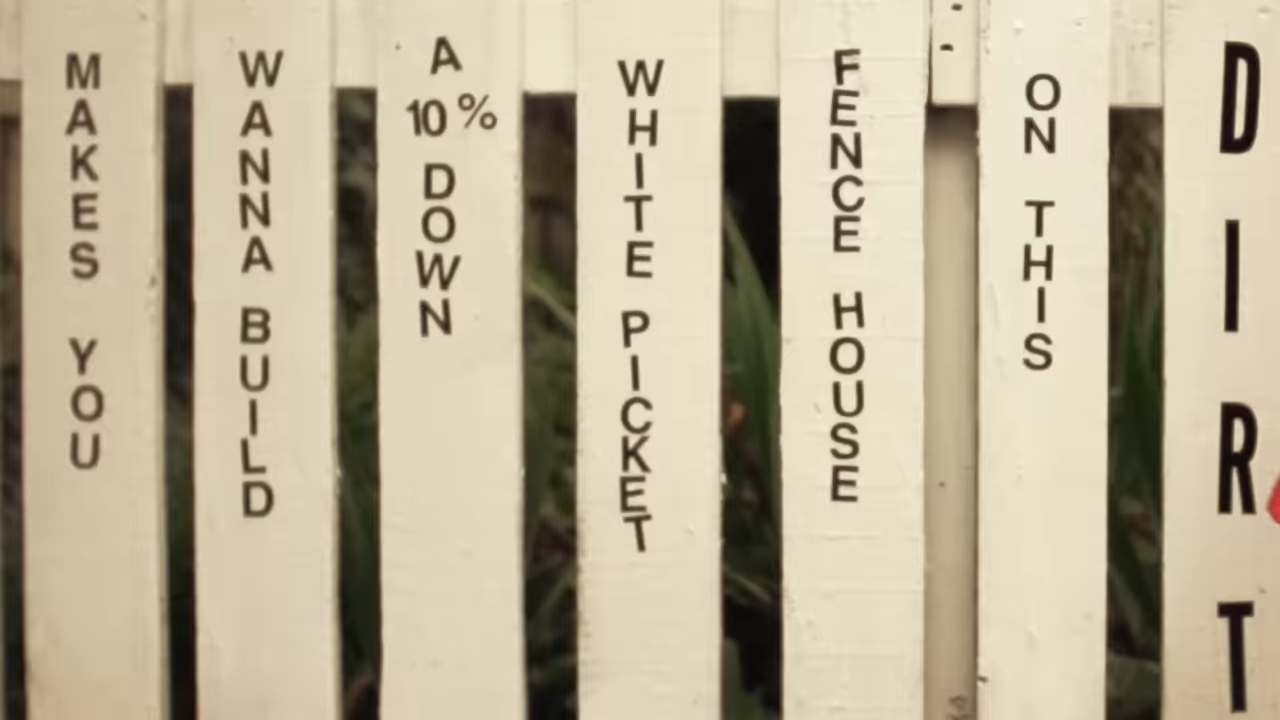 MAKES YOU
WANNA BUILD
A 10% DOWN
WHITE PICKET
FENCE HOUSE
ON THIS
DIRT